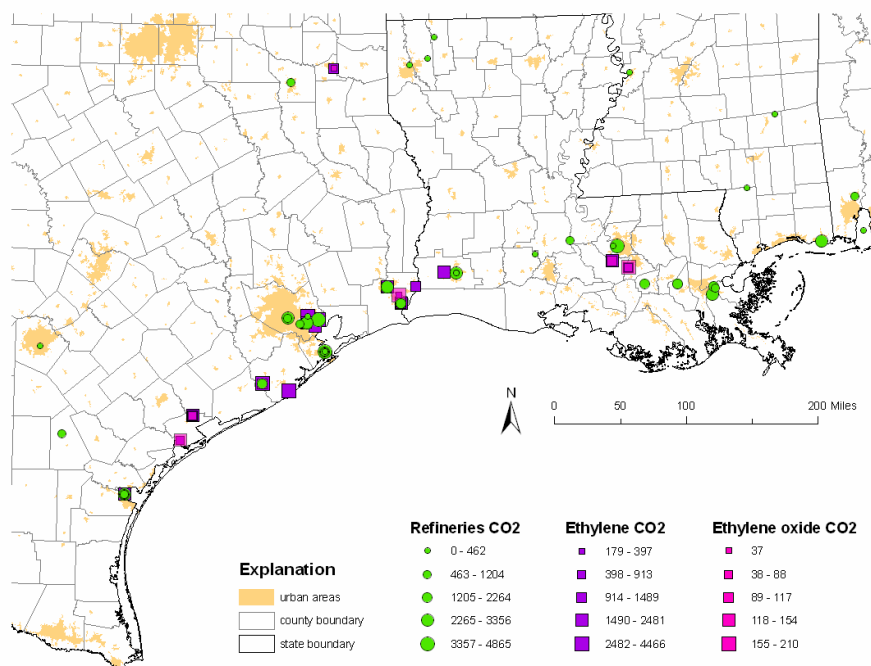 N
0 50 100 200 Miles
Explanation
urban areas
county boundary
state boundary
Refineries CO2
0 - 462
463 - 1204
1205 - 2264
2265 - 3356
3357 - 4865
Ethylene CO2
179 - 397
398 - 913
914 - 1489
1490 - 2481
2482 - 4466
Ethylene oxide CO2
37
38 - 88
89 - 117
118 - 154
155 - 210